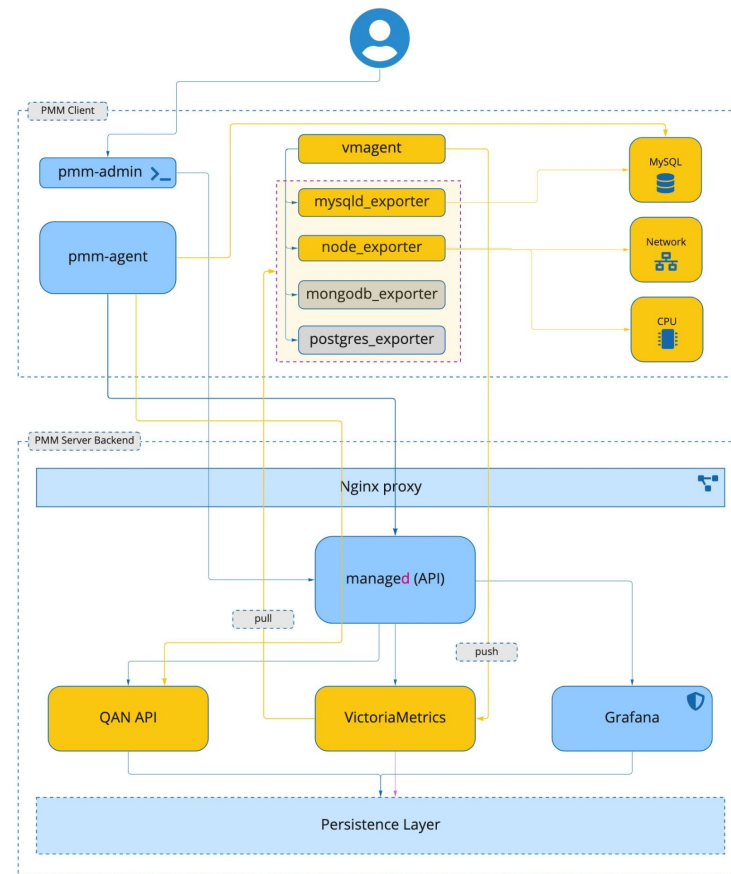 PMM Client
pmm-admin
vmagent
MySQL
mysqld_exporter
pmm-agent
node_exporter
Network
mongodb_exporter
CPU
postgres_exporter
PMM Server Backend
Nginx proxy
managed (API)
pull
push
QAN API
VictoriaMetrics
Grafana
Persistence Layer